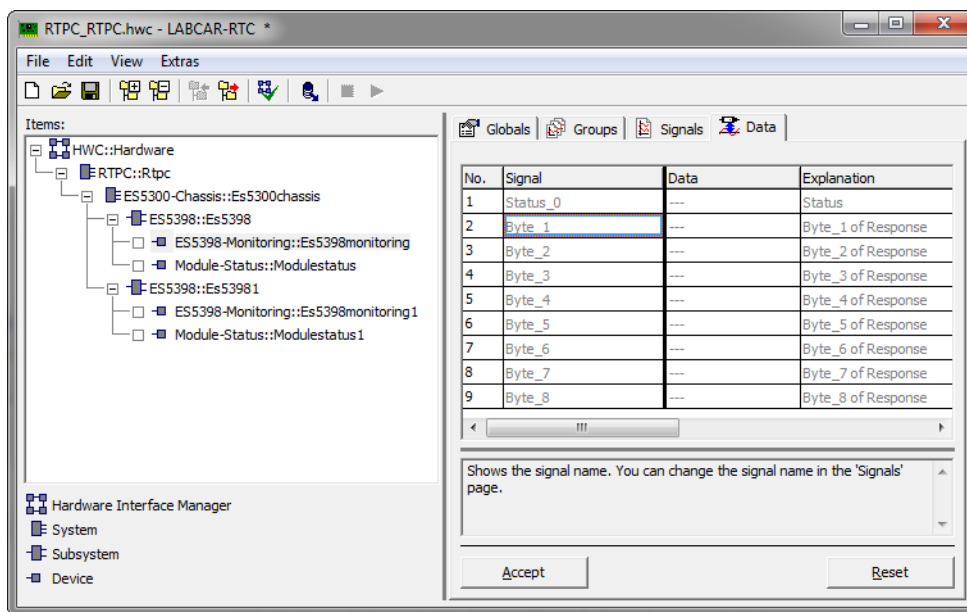 RTPC_RTPC.hwc - LABCAR-RTC *
File Edit View Extras
Items:
HWC::Hardware
RTPC::Rtpc
ES5300-Chassis::Es5300chassis
ES5398::Es5398
ES5398-Monitoring::Es5398monitoring
Module-Status::Modulestatus
ES5398::Es53981
ES5398-Monitoring::Es5398monitoring1
Module-Status::Modulestatus1
Hardware Interface Manager
System
Subsystem
Device
Globals Groups Signals Data
No. Signal Data Explanation
1 Status_0 --- Status
2 Byte_1 --- Byte_1 of Response
3 Byte_2 --- Byte_2 of Response
4 Byte_3 --- Byte_3 of Response
5 Byte_4 --- Byte_4 of Response
6 Byte_5 --- Byte_5 of Response
7 Byte_6 --- Byte_6 of Response
8 Byte_7 --- Byte_7 of Response
9 Byte_8 --- Byte_8 of Response
Shows the signal name. You can change the signal name in the 'Signals'
page.
Accept Reset